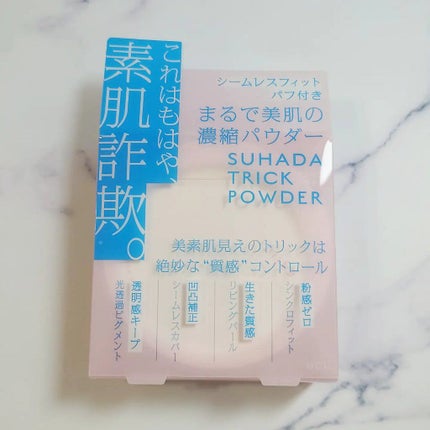 これはもはや、
素肌詐欺。
シームレスフィット
パフ付き
まるで美肌の
濃縮パウダー
SUHADA
TRICK
POWDER
美素肌見えのトリックは
絶妙な“質感”コントロール
粉感ゼロ
シンクロフィット
生きた質感
リビングパール
凹凸補正
シームレスカバー
透明感キープ
光透過ピグメント